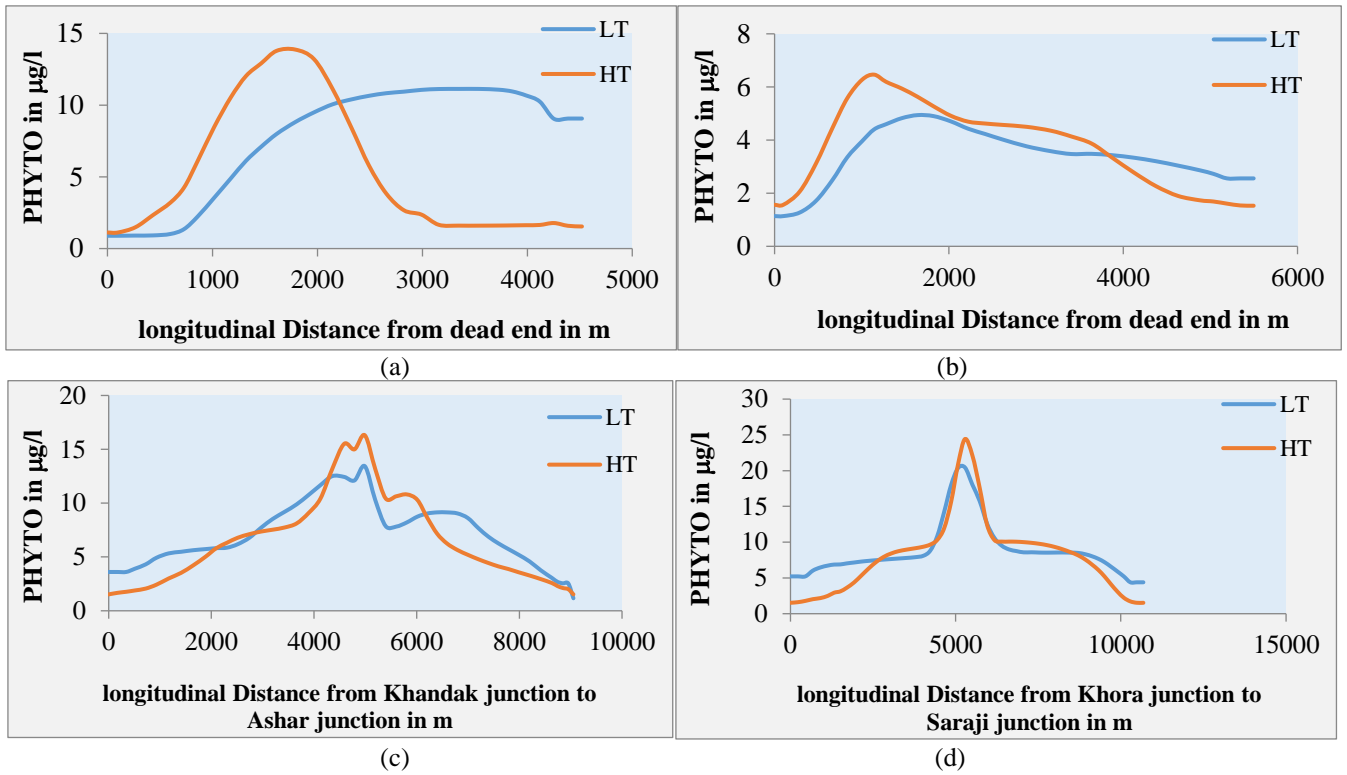 15
10
5
0
PHYTO in µg/l
LT
HT
0 1000 2000 3000 4000 5000
longitudinal Distance from dead end in m
(a)
8
6
4
2
0
PHYTO in µg/l
LT
HT
0 2000 4000 6000
longitudinal Distance from dead end in m
(b)
20
15
10
5
0
PHYTO in µg/l
LT
HT
0 2000 4000 6000 8000 10000
longitudinal Distance from Khandak junction to
Ashar junction in m
(c)
30
25
20
15
10
5
0
PHYTO in µg/l
LT
HT
0 5000 10000 15000
longitudinal Distance from Khora junction to
Saraji junction in m
(d)